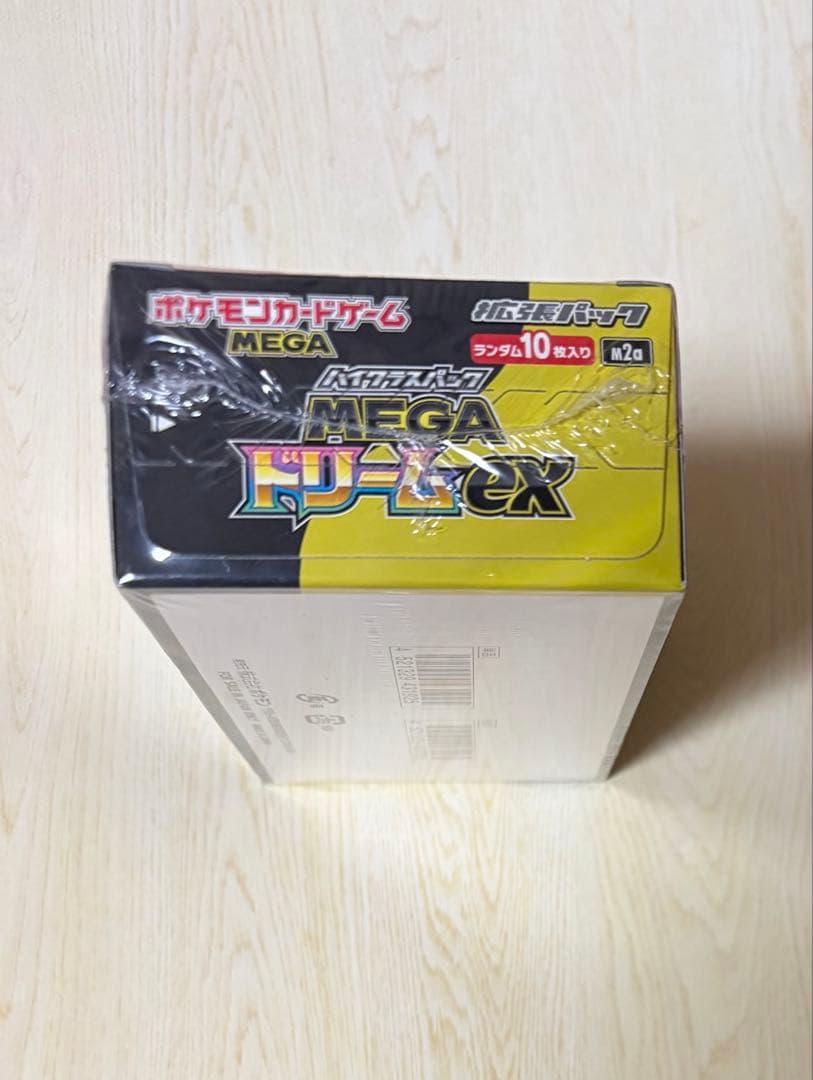 ポケモンカードゲーム
MEGA
拡張パック
ランダム10枚入り
M2a
ハイクラスパック
MEGA
ドリームex